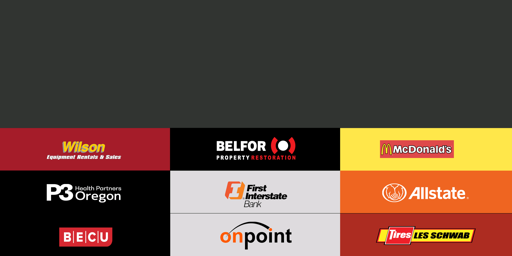 Wilson
Equipment Rentals & Sales
BELFOR
PROPERTY RESTORATION
McDonald's
P3 Health Partners
Oregon
First
Interstate
Bank
Allstate.
BECU
onpoint
Tires LES SCHWAB